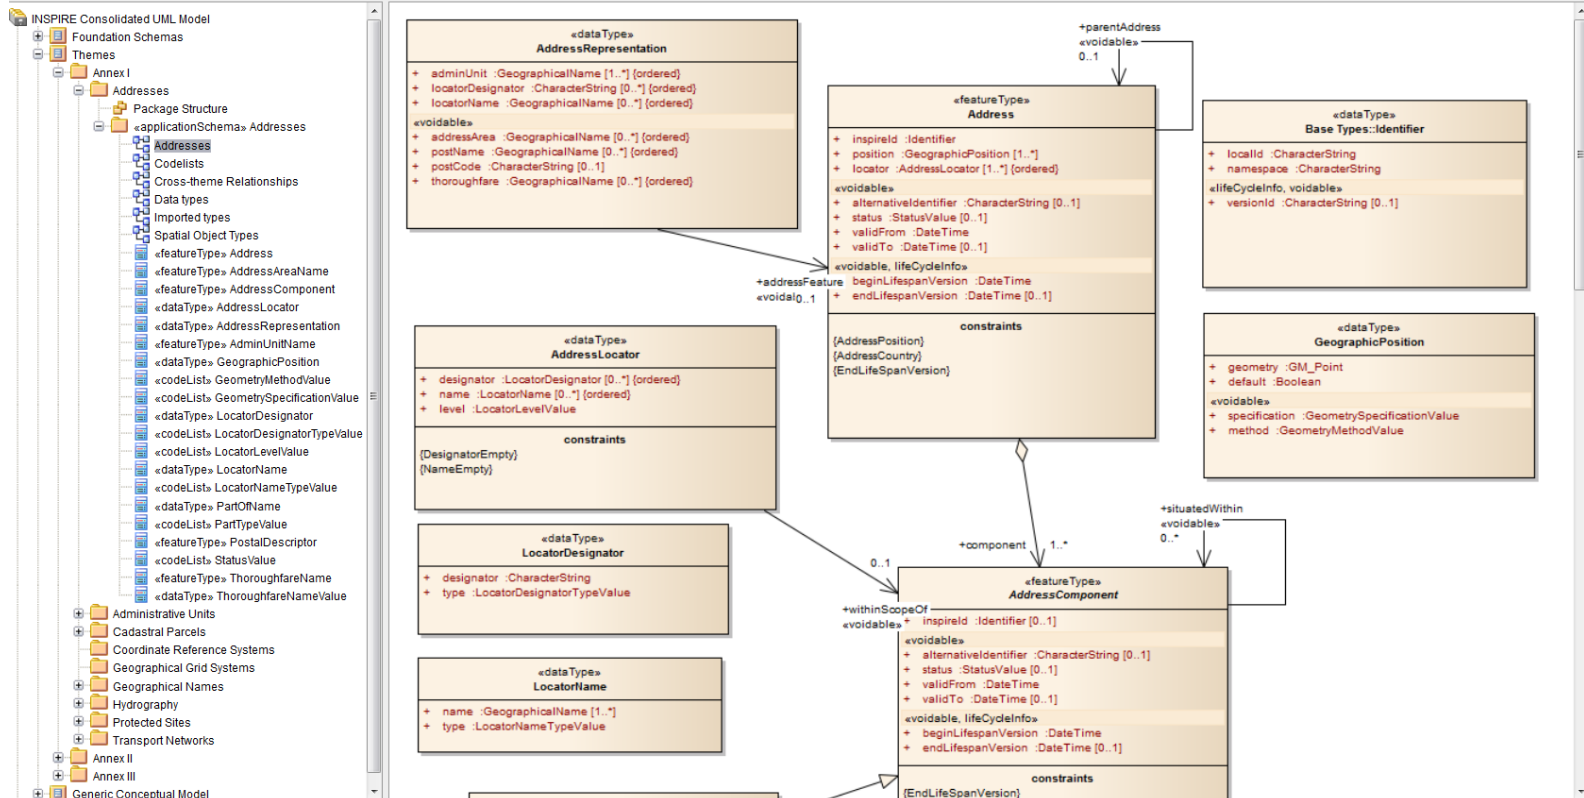 INSPIRE Consolidated UML Model
Foundation Schemas
Themes
Annex I
Addresses
Package Structure
«applicationSchema» Addresses
Addresses
Codelists
Cross-theme Relationships
Data types
Imported types
Spatial Object Types
«featureType» Address
«featureType» AddressAreaName
«featureType» AddressComponent
«dataType» AddressLocator
«dataType» AddressRepresentation
«featureType» AdminUnitName
«dataType» GeographicPosition
«codeList» GeometryMethodValue
«codeList» GeometrySpecificationValue
«dataType» LocatorDesignator
«codeList» LocatorDesignatorTypeValue
«codeList» LocatorLevelValue
«dataType» LocatorName
«codeList» LocatorNameTypeValue
«dataType» PartOfName
«codeList» PartTypeValue
«featureType» PostalDescriptor
«codeList» StatusValue
«featureType» ThoroughfareName
«dataType» ThoroughfareNameValue
Administrative Units
Cadastral Parcels
Coordinate Reference Systems
Geographical Grid Systems
Geographical Names
Hydrography
Protected Sites
Transport Networks
Annex II
Annex III
Generic Conceptual Model
«dataType»
AddressRepresentation
+ adminUnit :GeographicalName [1..*] {ordered}
+ locatorDesignator :CharacterString [0..*] {ordered}
+ locatorName :GeographicalName [0..*] {ordered}
«voidable»
+ addressArea :GeographicalName [0..*] {ordered}
+ postName :GeographicalName [0..*] {ordered}
+ postCode :CharacterString [0..1]
+ thoroughfare :GeographicalName [0..*] {ordered}
+parentAddress
«voidable»
0..1
«featureType»
Address
+ inspireId :Identifier
+ position :GeographicPosition [1..*]
+ locator :AddressLocator [1..*] {ordered}
«voidable»
+ alternativeIdentifier :CharacterString [0..1]
+ status :StatusValue [0..1]
+ validFrom :DateTime
+ validTo :DateTime [0..1]
«voidable, lifeCycleInfo»
beginLifespanVersion :DateTime
+ endLifespanVersion :DateTime [0..1]
constraints
{AddressPosition}
{AddressCountry}
{EndLifeSpanVersion}
+addressFeature
«voidal 0..1
«dataType»
Base Types::Identifier
+ localId :CharacterString
+ namespace :CharacterString
«lifeCycleInfo, voidable»
+ versionId :CharacterString [0..1]
«dataType»
GeographicPosition
+ geometry :GM_Point
+ default :Boolean
«voidable»
+ specification :GeometrySpecificationValue
+ method :GeometryMethodValue
«dataType»
AddressLocator
+ designator :LocatorDesignator [0..*] {ordered}
+ name :LocatorName [0..*] {ordered}
+ level :LocatorLevelValue
constraints
{DesignatorEmpty}
{NameEmpty}
«dataType»
LocatorDesignator
+ designator :CharacterString
+ type :LocatorDesignatorTypeValue
«dataType»
LocatorName
+ name :GeographicalName [1..*]
+ type :LocatorNameTypeValue
+situatedWithin
«voidable»
0..*
+component 1..*
0..1
+withinScopeOf
«voidable»
«featureType»
AddressComponent
+ inspireId :Identifier [0..1]
«voidable»
+ alternativeIdentifier :CharacterString [0..1]
+ status :StatusValue [0..1]
+ validFrom :DateTime
+ validTo :DateTime [0..1]
«voidable, lifeCycleInfo»
+ beginLifespanVersion :DateTime
+ endLifespanVersion :DateTime [0..1]
constraints
{EndLifeSpanVersion}